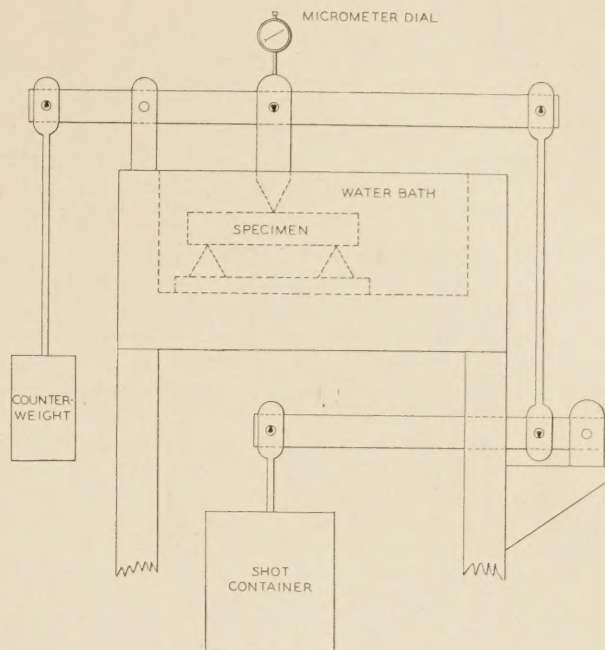 MICROMETER DIAL
WATER BATH
SPECIMEN
COUNTER-
WEIGHT
SHOT
CONTAINER